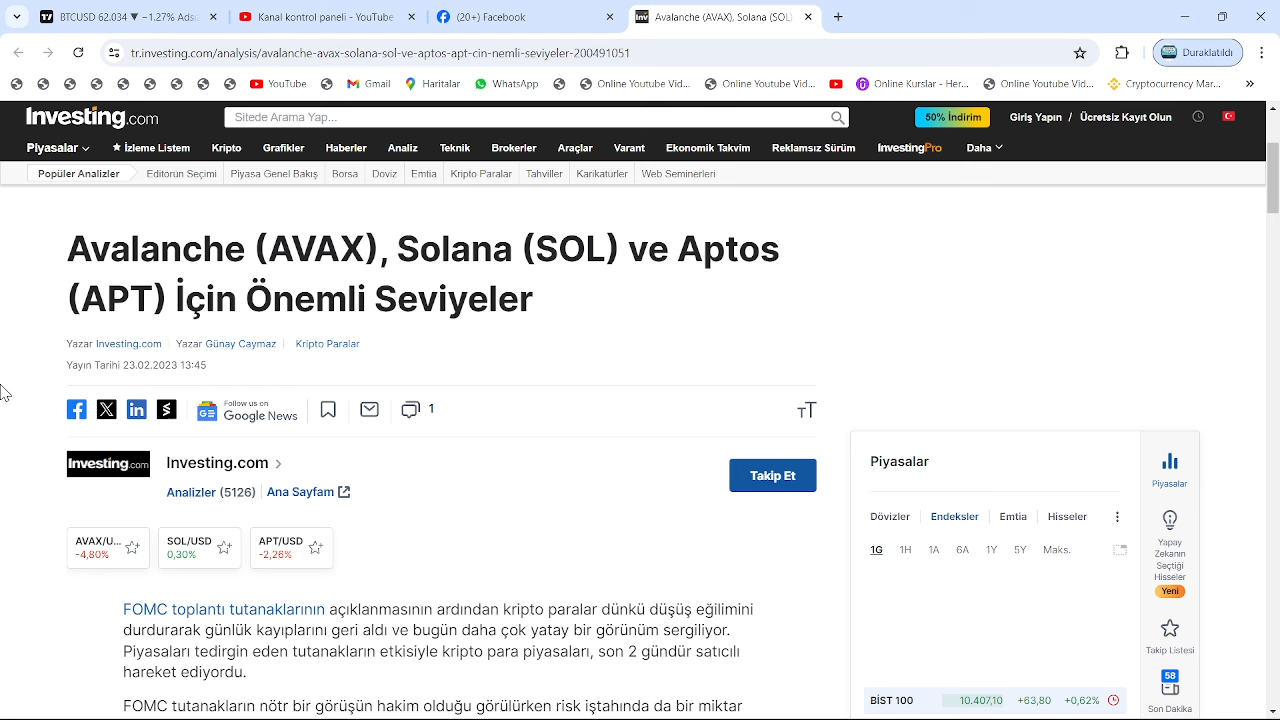 BTCUSD 62.034 ▼ −1.27% Adsı
Kanal kontrol paneli - YouTube
(20+) Facebook
Avalanche (AVAX), Solana (SOL)
tr.investing.com/analysis/avalanche-avax-solana-sol-ve-aptos-apt-cin-nemli-seviyeler-200491051
Duraklatıldı
YouTube
Gmail
Haritalar
WhatsApp
Online Youtube Vid...
Online Youtube Vid...
Online Kurslar - Her...
Online Youtube Vid...
Cryptocurrency Mar...
Investing.com
Sitede Arama Yap...
50% İndirim
Giriş Yapın / Ücretsiz Kayıt Olun
Piyasalar İzleme Listem Kripto Grafikler Haberler Analiz Teknik Brokerler Araçlar Varant Ekonomik Takvim Reklamsız Sürüm InvestingPro Daha
Popüler Analizler Editörün Seçimi Piyasa Genel Bakış Borsa Döviz Emtia Kripto Paralar Tahviller Karikatürler Web Seminerleri
Avalanche (AVAX), Solana (SOL) ve Aptos
(APT) İçin Önemli Seviyeler
Yazar Investing.com Yazar Günay Caymaz Kripto Paralar
Yayın Tarihi 23.02.2023 13:45
Follow us on
Google News
1
TT
Investing.com
Investing.com
Analizler (5126) Ana Sayfam
Takip Et
AVAX/U...
-4,80%
SOL/USD
0,30%
APT/USD
-2,26%
FOMC toplantı tutanaklarının açıklanmasının ardından kripto paralar dünkü düşüş eğilimini
durdurarak günlük kayıplarını geri aldı ve bugün daha çok yatay bir görünüm sergiliyor.
Piyasaları tedirgin eden tutanakların etkisiyle kripto para piyasaları, son 2 gündür satıcılı
hareket ediyordu.
FOMC tutanakların nötr bir görüşün hakim olduğu görülürken risk iştahında da bir miktar
Piyasalar
Dövizler Endeksler Emtia Hisseler
1G 1H 1A 6A 1Y 5Y Maks.
BIST 100 10.407,10 +63,80 +0,62%
Piyasalar
Yapay
Zekanın
Seçtiği
Hisseler
Yeni
Takip Listesi
58
Son Dakika